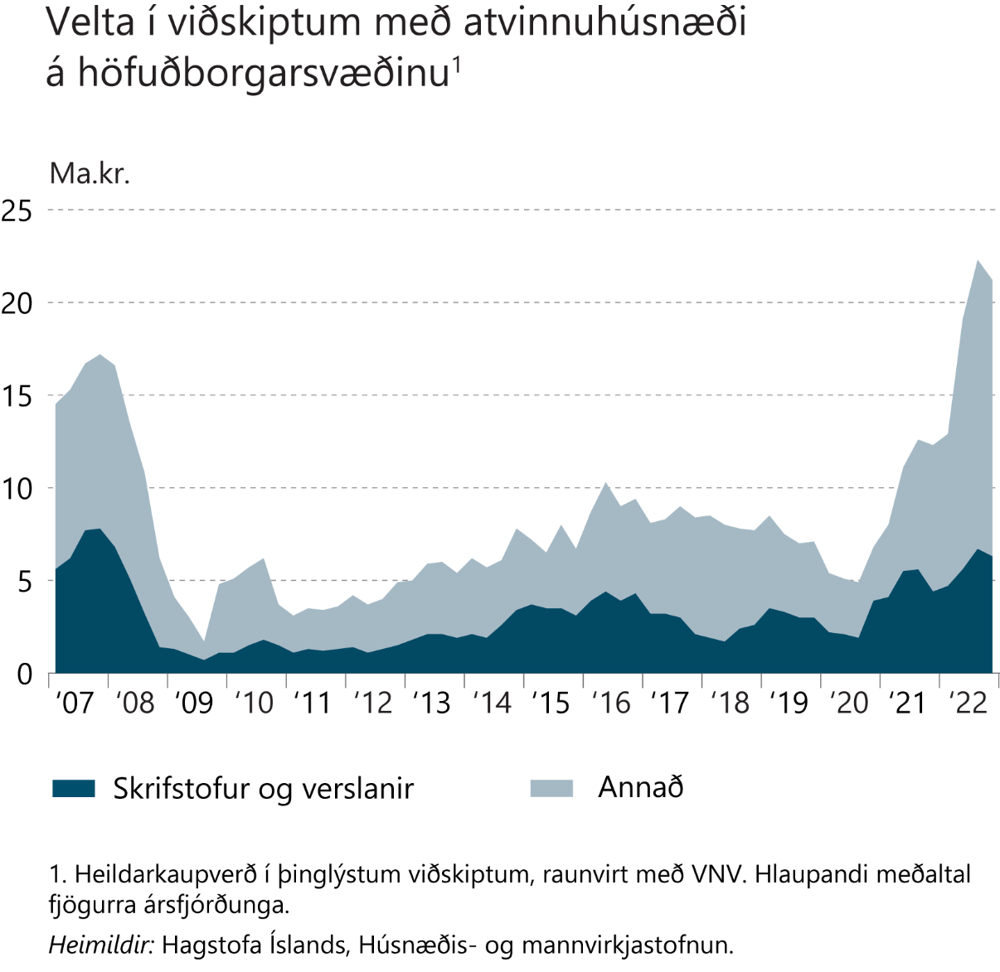 Velta í viðskiptum með atvinnuhúsnæði
á höfuðborgarsvæðinu¹
Ma.kr.
25
20
15
10
5
0
‘07 ‘08 ‘09 ‘10 ‘11 ‘12 ‘13 ‘14 ‘15 ‘16 ‘17 ‘18 ‘19 ‘20 ‘21 ‘22
Skrifstofur og verslanir Annað
1. Heildarkaupverð í þinglýstum viðskiptum, raunvirt með VNV. Hlaupandi meðaltal
fjögurra ársfjórðunga.
Heimildir: Hagstofa Íslands, Húsnæðis- og mannvirkjastofnun.